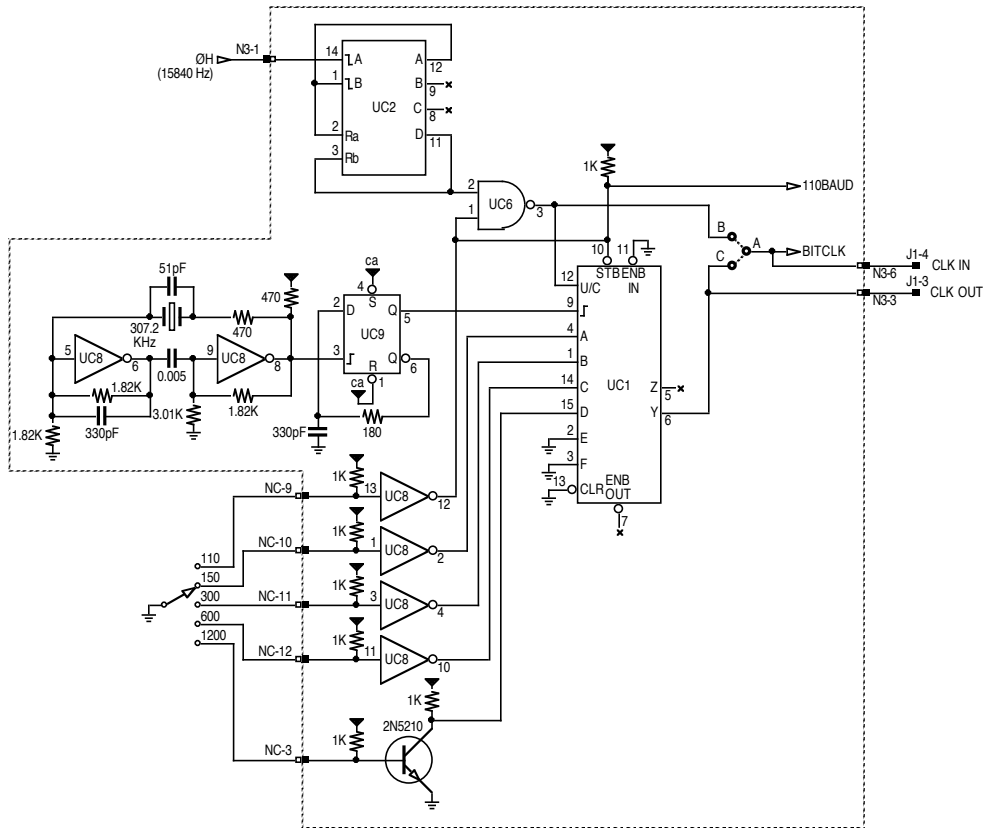 ØH
(15840 Hz)
N3-1
14
A
A
12
1
B
B
9
UC2
C
8
2
Ra
D
11
3
Rb
1K
2
UC6
1
3
110BAUD
B
A
C
BITCLK
J1-4
N3-6
CLK IN
J1-3
N3-3
CLK OUT
10
11
STB
ENB
IN
12
U/C
9
4
A
1
B
14
C
UC1
Z
5
15
D
Y
6
2
E
3
F
13
CLR
ENB
OUT
7
51pF
307.2
KHz
470
470
5
UC8
6
0.005
9
UC8
8
1.82K
330pF
1.82K
3.01K
1.82K
ca
4
2
D
S
Q
5
UC9
3
R
Q
6
ca
1
330pF
180
NC-9
1K
13
UC8
12
NC-10
1K
1
UC8
2
NC-11
1K
3
UC8
4
NC-12
1K
11
UC8
10
110
150
300
600
1200
1K
2N5210
NC-3
1K